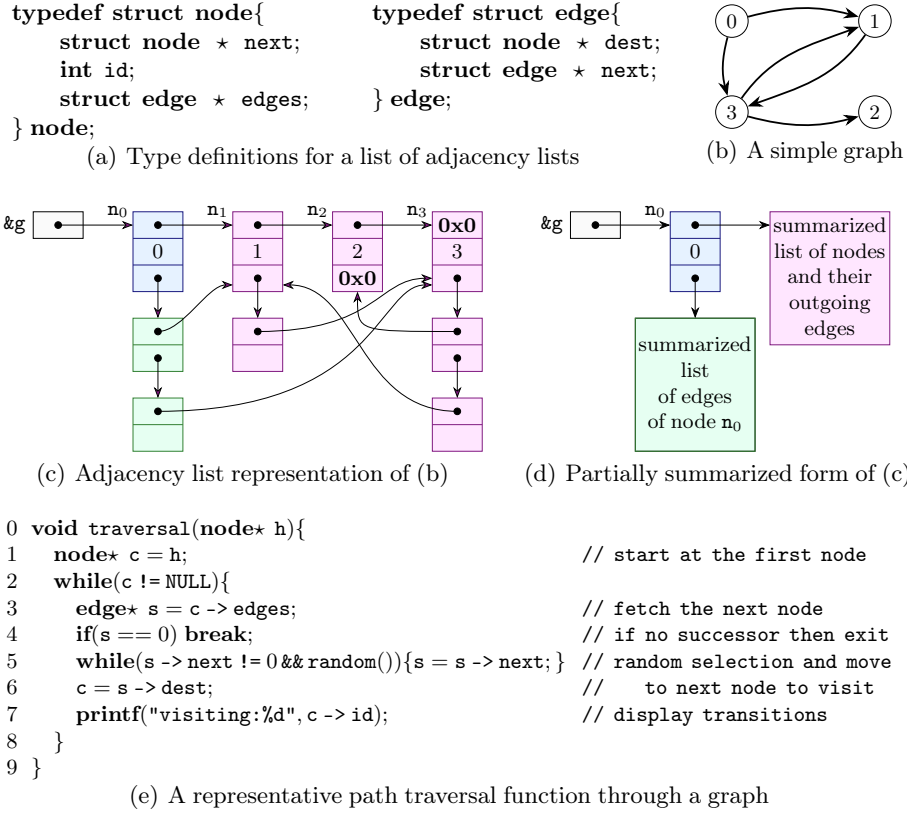 typedef struct node{
struct node ⋆ next;
int id;
struct edge ⋆ edges;
} node;
typedef struct edge{
struct node ⋆ dest;
struct edge ⋆ next;
} edge;
0 1
3 2
(a) Type definitions for a list of adjacency lists
(b) A simple graph
&g n0 n1 n2 n3 0x0
0 1 2 3
0x0
&g n0
0
summarized
list of nodes
and their
outgoing
edges
summarized
list
of edges
of node n0
(c) Adjacency list representation of (b)
(d) Partially summarized form of (c)
0 void traversal(node⋆ h){
1 node⋆ c = h; // start at the first node
2 while(c != NULL){
3 edge⋆ s = c -> edges; // fetch the next node
4 if(s == 0) break; // if no successor then exit
5 while(s -> next != 0 && random()){s = s -> next; } // random selection and move
6 c = s -> dest; // to next node to visit
7 printf("visiting:%d", c -> id); // display transitions
8 }
9 }
(e) A representative path traversal function through a graph